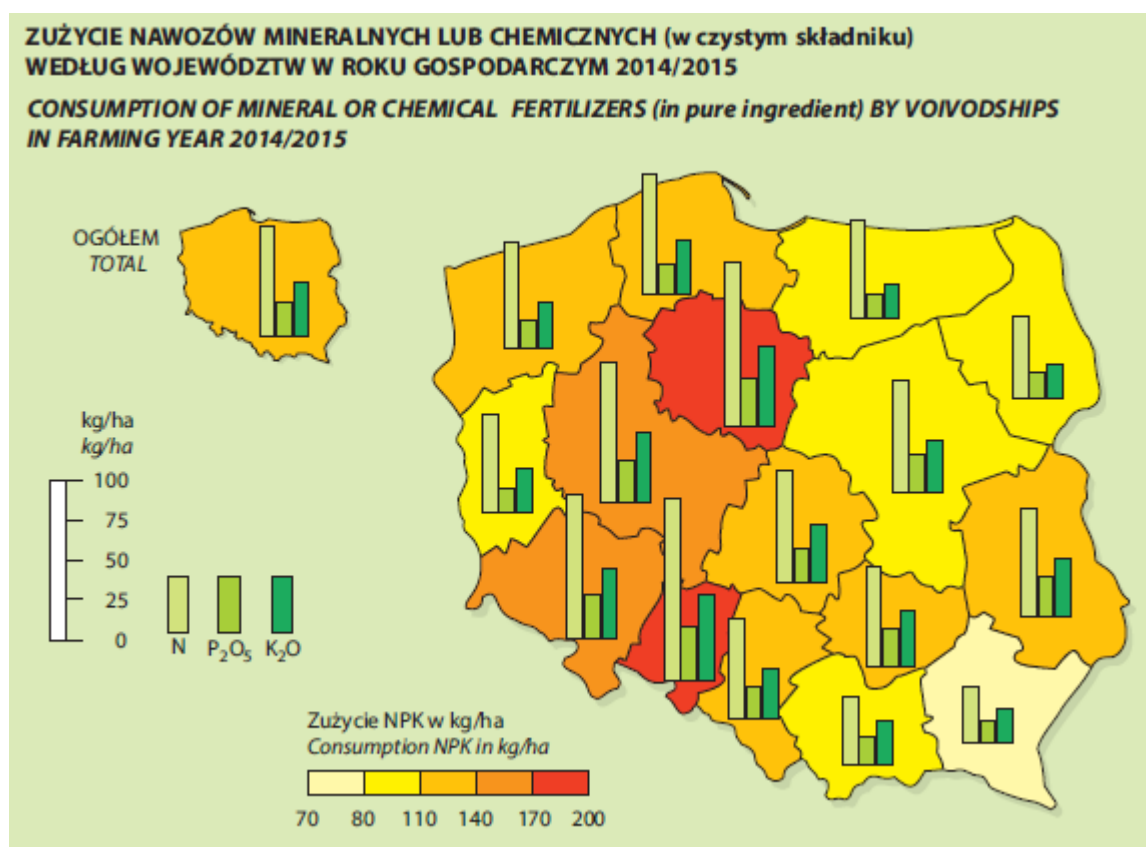 ZUŻYCIE NAWOZÓW MINERALNYCH LUB CHEMICZNYCH (w czystym składniku)
WEDŁUG WOJEWÓDZTW W ROKU GOSPODARCZYM 2014/2015
CONSUMPTION OF MINERAL OR CHEMICAL FERTILIZERS (in pure ingredient) BY VOIVODSHIPS
IN FARMING YEAR 2014/2015
OGÓŁEM
TOTAL
kg/ha
kg/ha
100
75
50
25
0
N P₂O₅ K₂O
Zużycie NPK w kg/ha
Consumption NPK in kg/ha
70 80 110 140 170 200